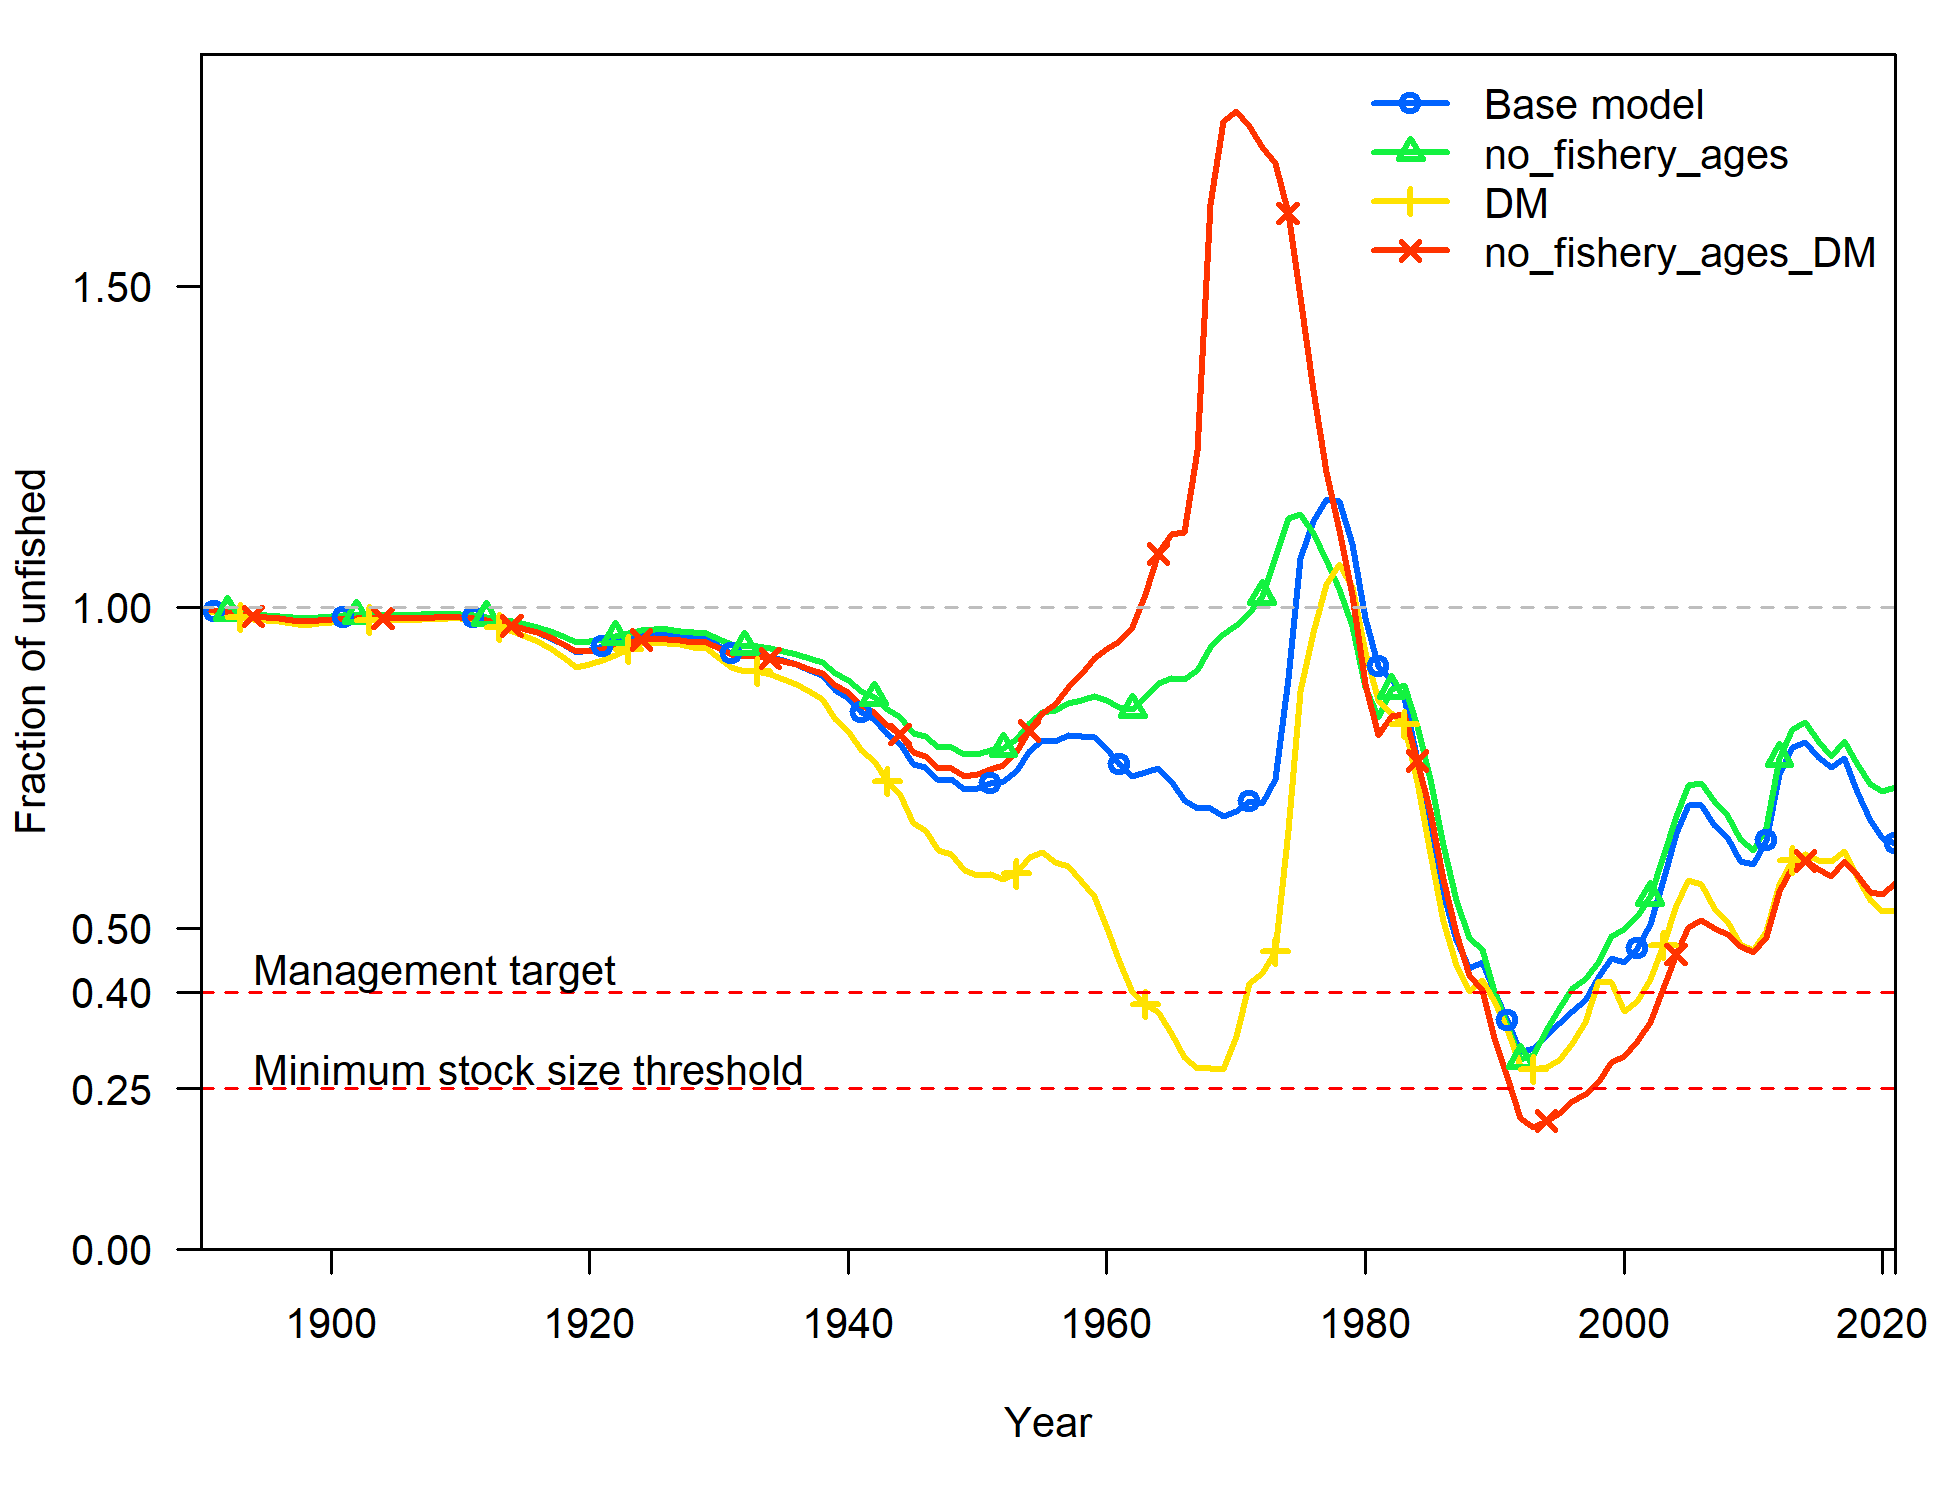 Base model
no_fishery_ages
DM
no_fishery_ages_DM
Fraction of unfished
1.50
1.00
0.50
0.40
0.25
0.00
Management target
Minimum stock size threshold
1900 1920 1940 1960 1980 2000 2020
Year